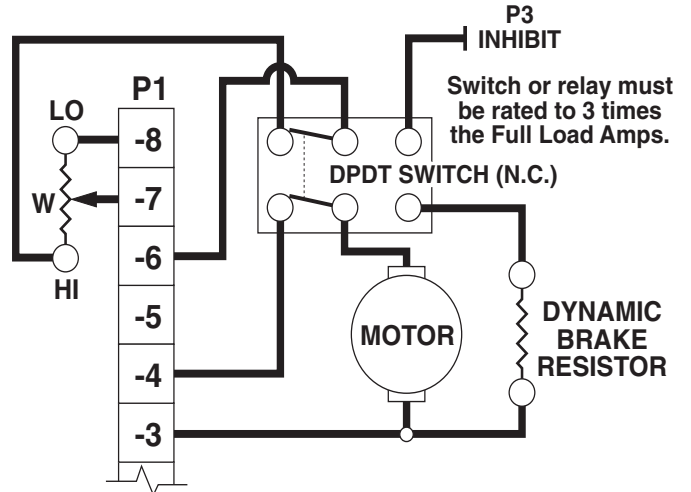 P3
INHIBIT
Switch or relay must
be rated to 3 times
the Full Load Amps.
P1
LO
-8
W
-7
DPDT SWITCH (N.C.)
-6
HI
-5
MOTOR
DYNAMIC
BRAKE
RESISTOR
-4
-3